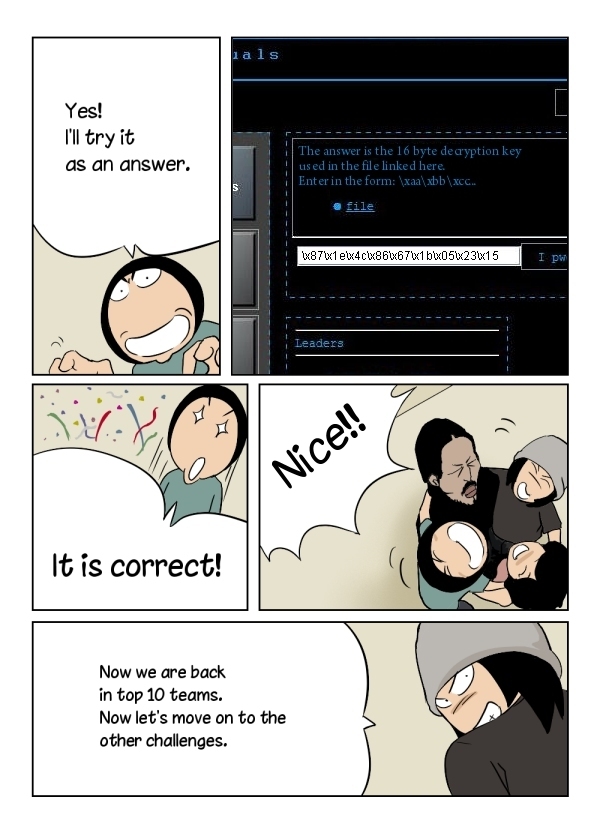 Yes!
I'll try it
as an answer.
uals
The answer is the 16 byte decryption key
used in the file linked here.
Enter in the form: \xaa\xbb\xcc..
file
\x87\x1e\x4c\x86\x67\x1b\x05\x23\x15
I pw
s
Leaders
It is correct!
Nice!!
Now we are back
in top 10 teams.
Now let's move on to the
other challenges.